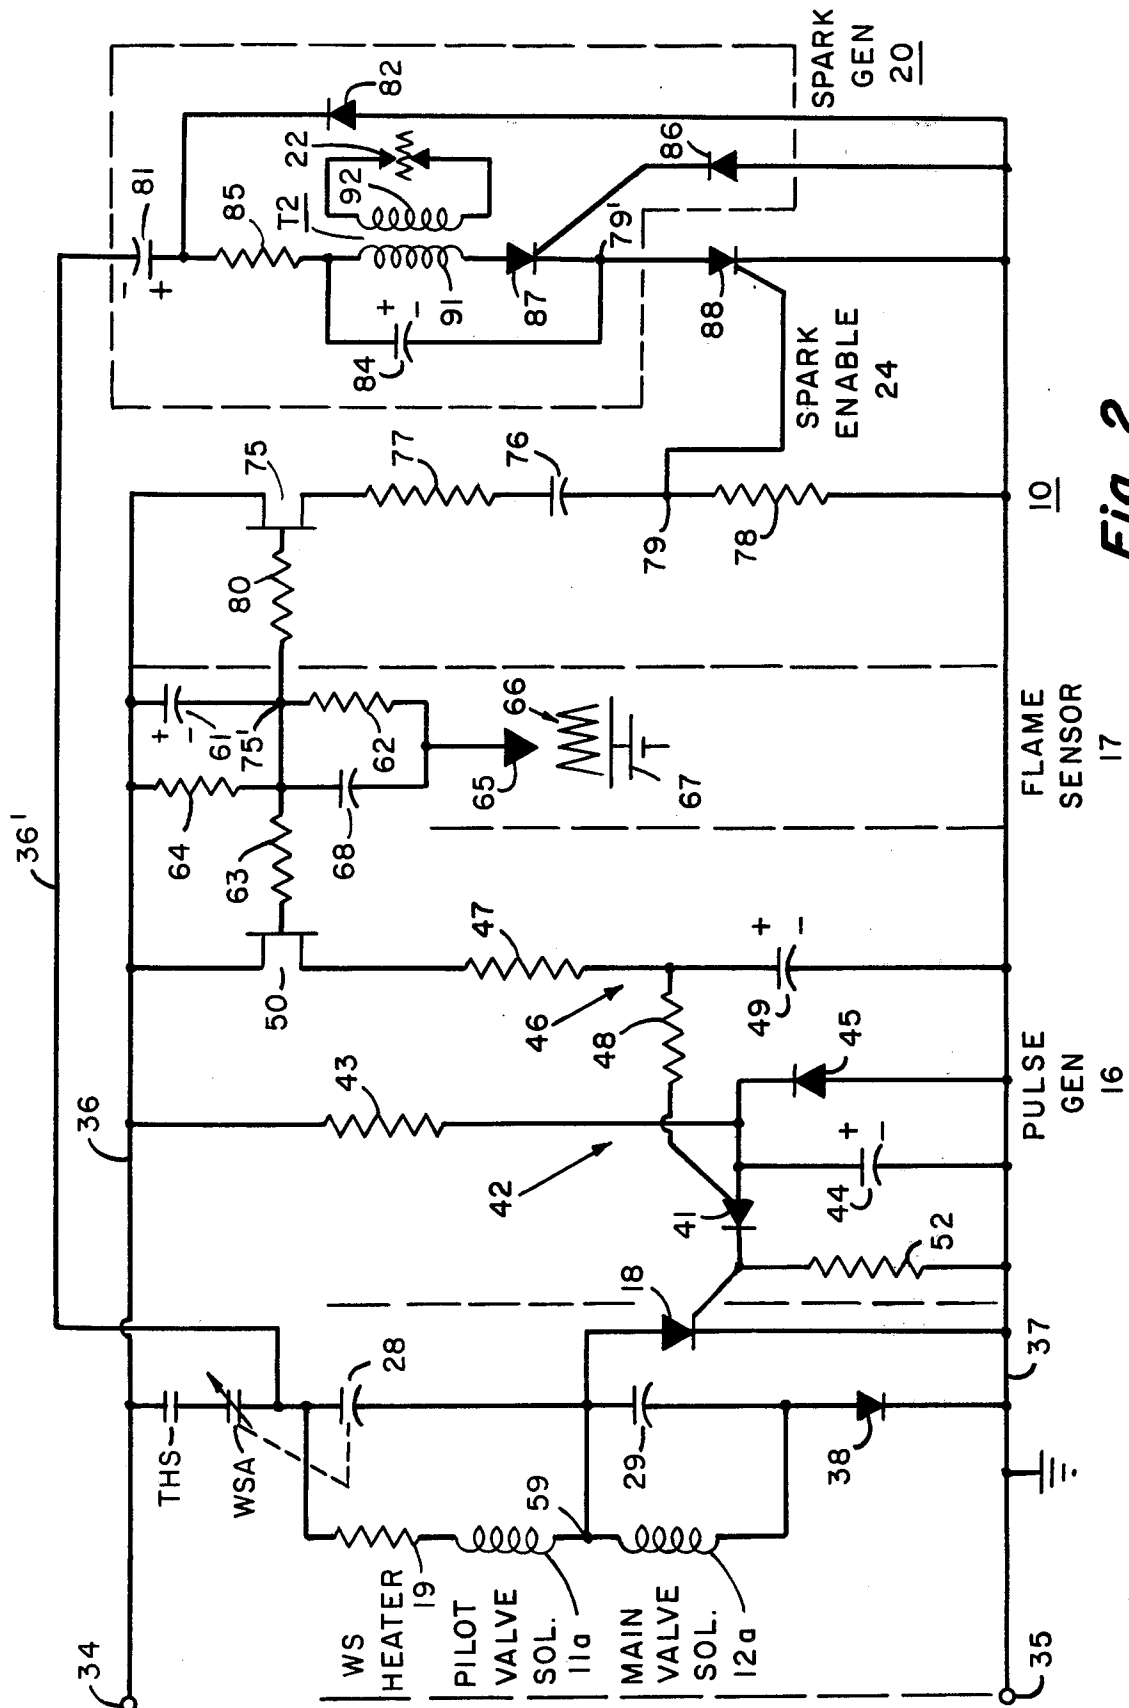 34
THS
WSA
28
WS
HEATER
19
PILOT
VALVE
SOL.
11a
59
MAIN
VALVE
SOL.
12a
29
38
35
37
18
36
36'
42
43
41
44
+
-
45
52
46
47
48
49
+
-
50
PULSE
GEN
16
63
64
+
-
61
75'
68
62
65
66
67
FLAME
SENSOR
17
80
75
77
76
79
78
10
-
+
81
85
T2
92
22
82
84
+
-
91
87
79'
86
88
SPARK
ENABLE
24
SPARK
GEN
20
Fig. 2